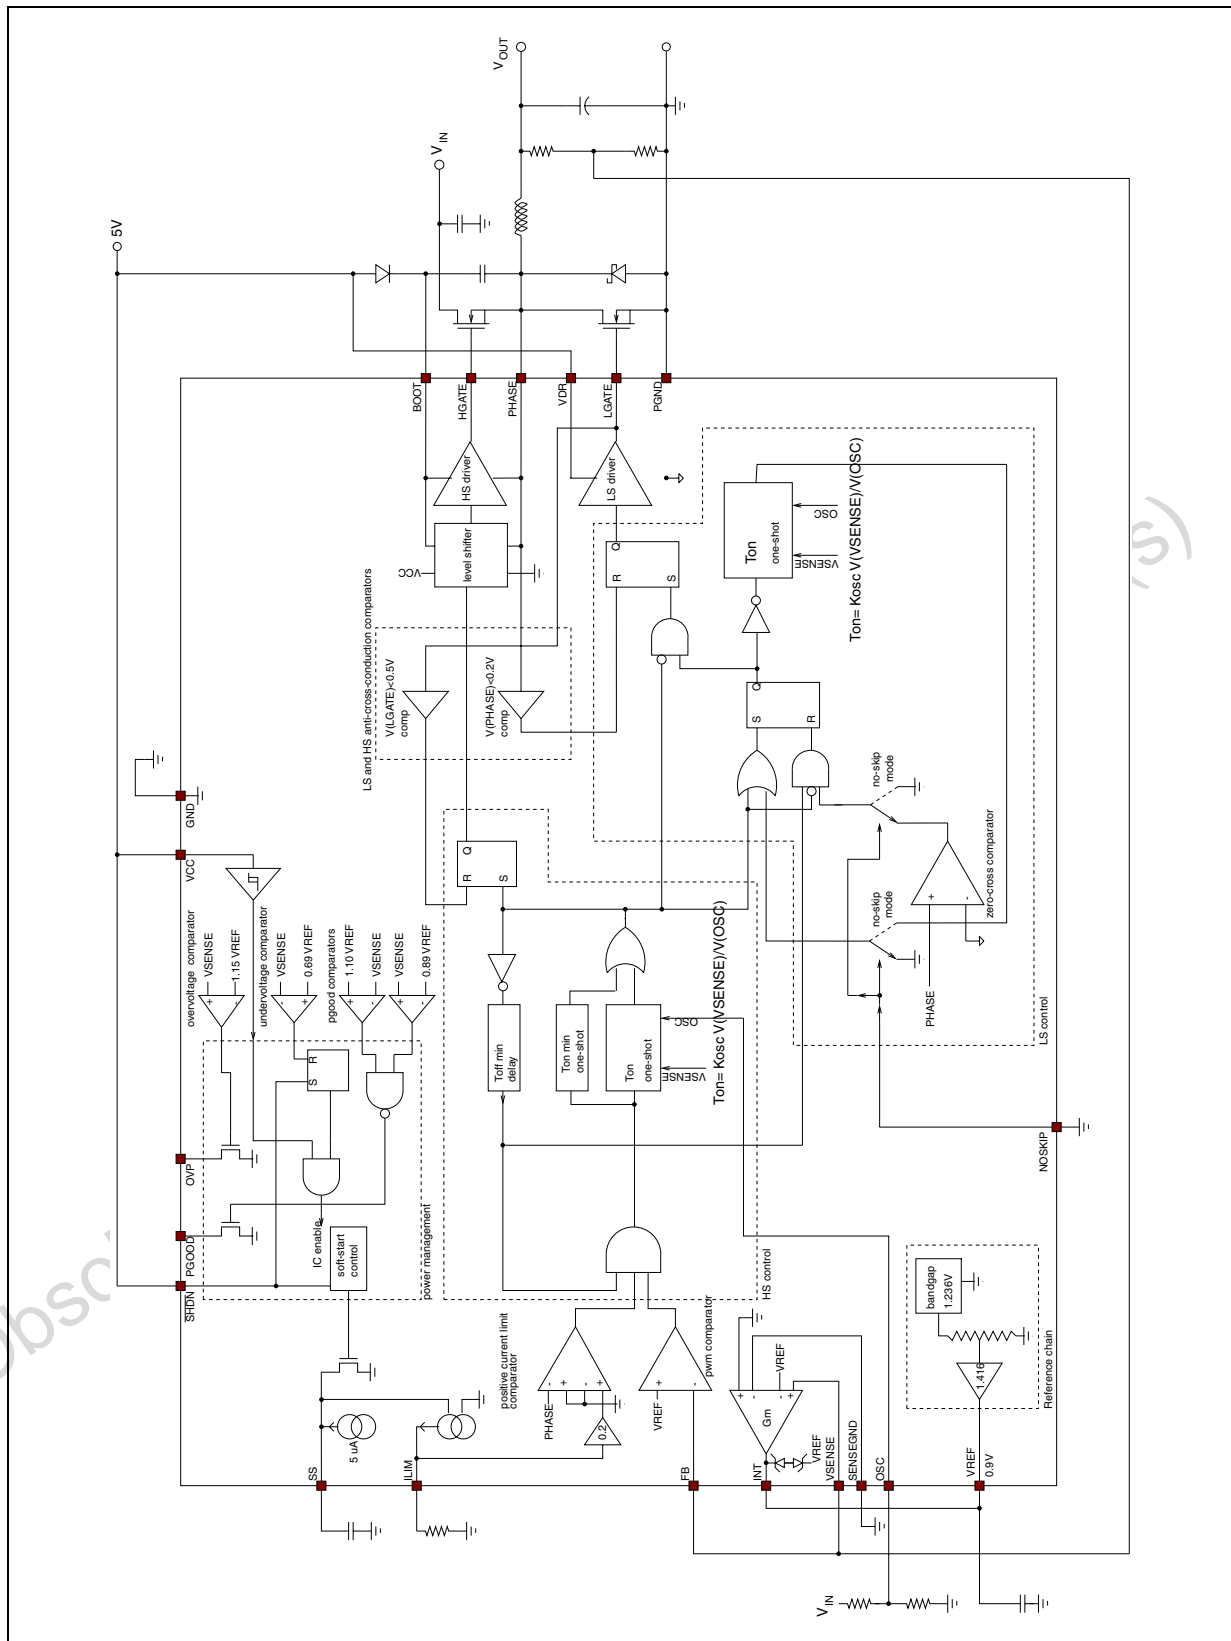 V OUT
V IN
5V
BOOT
HGATE
PHASE
VDR
LGATE
PGND
HS driver
LS driver
level shifter
VCC
LS and HS anti-cross-conduction comparators
V(LGATE)<0.5V
comp
V(PHASE)<0.2V
comp
R
S
Q
Ton
one-shot
OSC
VSENSE
Ton= Kosc V(VSENSE)/V(OSC)
S
R
Q
no-skip
mode
no-skip
mode
+
-
zero-cross comparator
PHASE
LS control
GND
VCC
overvoltage comparator
VSENSE
1.15 VREF
+
-
undervoltage comparator
VSENSE
0.69 VREF
-
+
pgood comparators
1.10 VREF
VSENSE
+
-
VSENSE
0.89 VREF
+
-
S
R
R
S
Q
Toff min
delay
Ton min
one-shot
Ton
one-shot
OSC
VSENSE
Ton= Kosc V(VSENSE)/V(OSC)
HS control
OVP
PGOOD
SHDN
IC enable
soft-start
control
power management
NOSKIP
positive current limit
comparator
PHASE
-
+
-
+
0.2
pwm comparator
VREF
+
-
+
-
-
+
VREF
Gm
VREF
bandgap
1.236V
1.416
Reference chain
5 uA
SS
ILIM
FB
INT
VSENSE
SENSEGND
OSC
VREF
0.9V
V IN